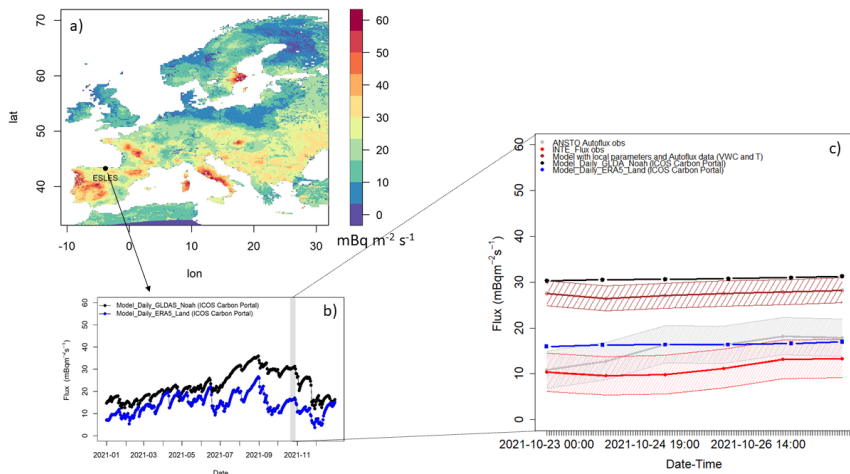 a)
lat
70
60
50
40
-10 0 10 20 30
lon
60
50
40
30
20
10
0
mBq m⁻² s⁻¹
ESLES
b)
Model_Daily_GLDAS_Noah (ICOS Carbon Portal)
Model_Daily_ERA5_Land (ICOS Carbon Portal)
Flux (mBqm⁻²s⁻¹)
60
50
40
30
20
10
0
2021-01 2021-03 2021-05 2021-07 2021-09 2021-11
Date
c)
ANSTO Autoflux obs
INTE_Flux obs
Model with local parameters and Autoflux data (VWC and T)
Model_Daily_GLDA_Noah (ICOS Carbon Portal)
Model_Daily_ERA5_Land (ICOS Carbon Portal)
Flux (mBqm⁻²s⁻¹)
60
50
40
30
20
10
0
2021-10-23 00:00 2021-10-24 19:00 2021-10-26 14:00
Date-Time